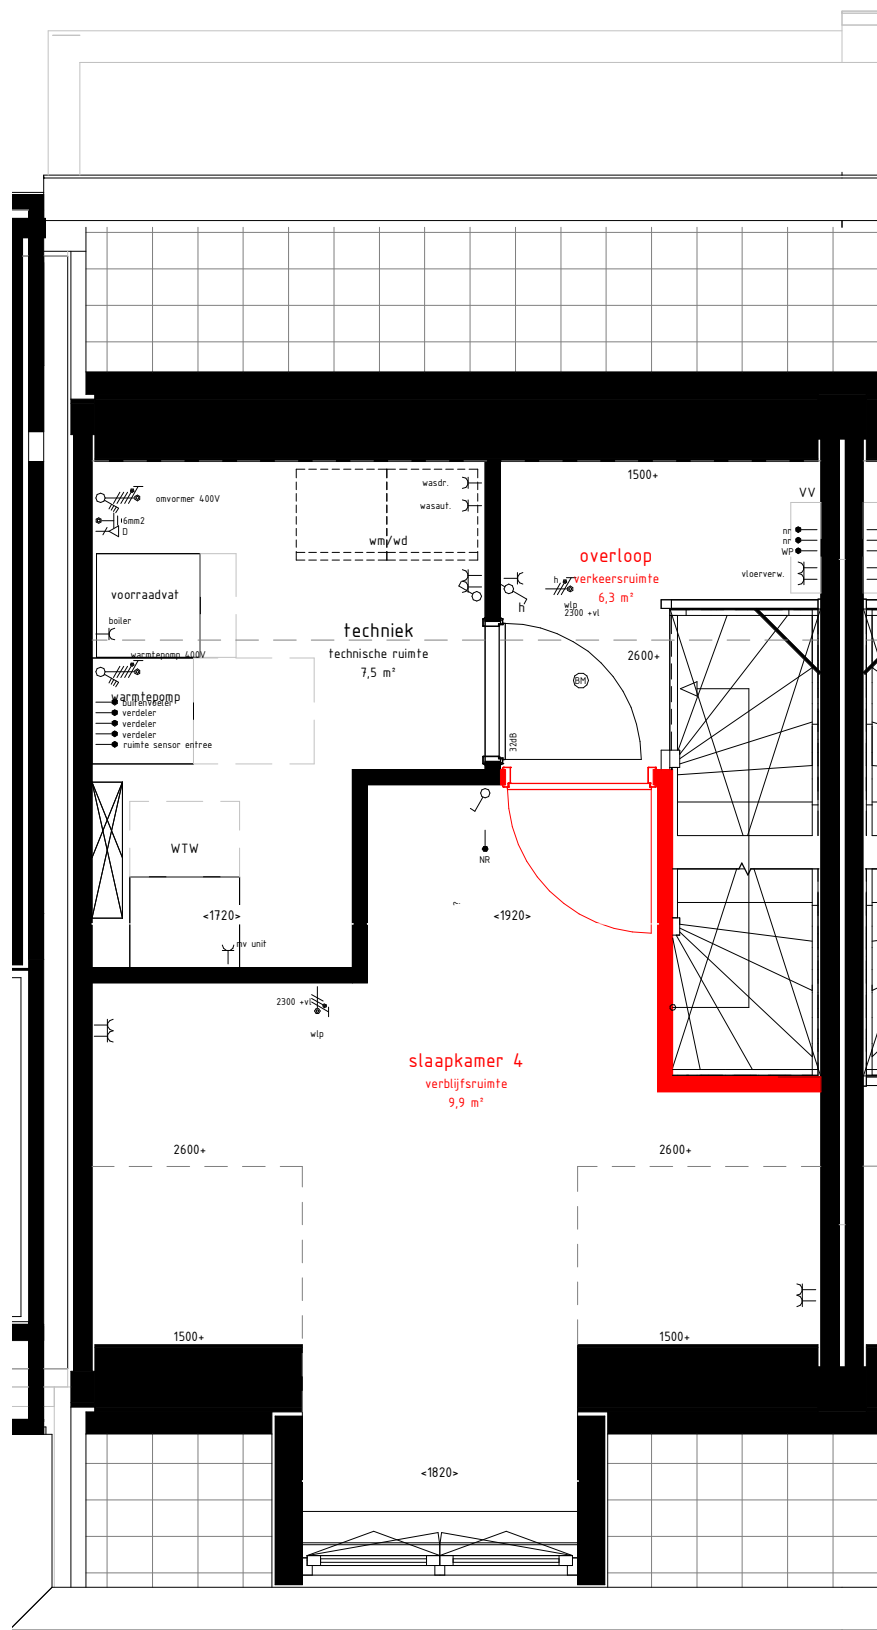 1500+
wasdr.
wasaut.
omvormer 400V
6mm2
D
VV
nr
nr
WP
vloerverw.
wm/wd
overloop
verkeersruimte
6,3 m²
h
h
wlp
2300 +vl
voorraadvat
boiler
techniek
technische ruimte
7,5 m²
2600+
warmtepomp 400V
BM
warmtepomp
buitenvoeler
verdeler
verdeler
verdeler
ruimte sensor entree
32dB
WTW
NR
<1720>
<1920>
mv unit
2300 +vl
wlp
slaapkamer 4
verblijfsruimte
9,9 m²
2600+
2600+
1500+
1500+
<1820>